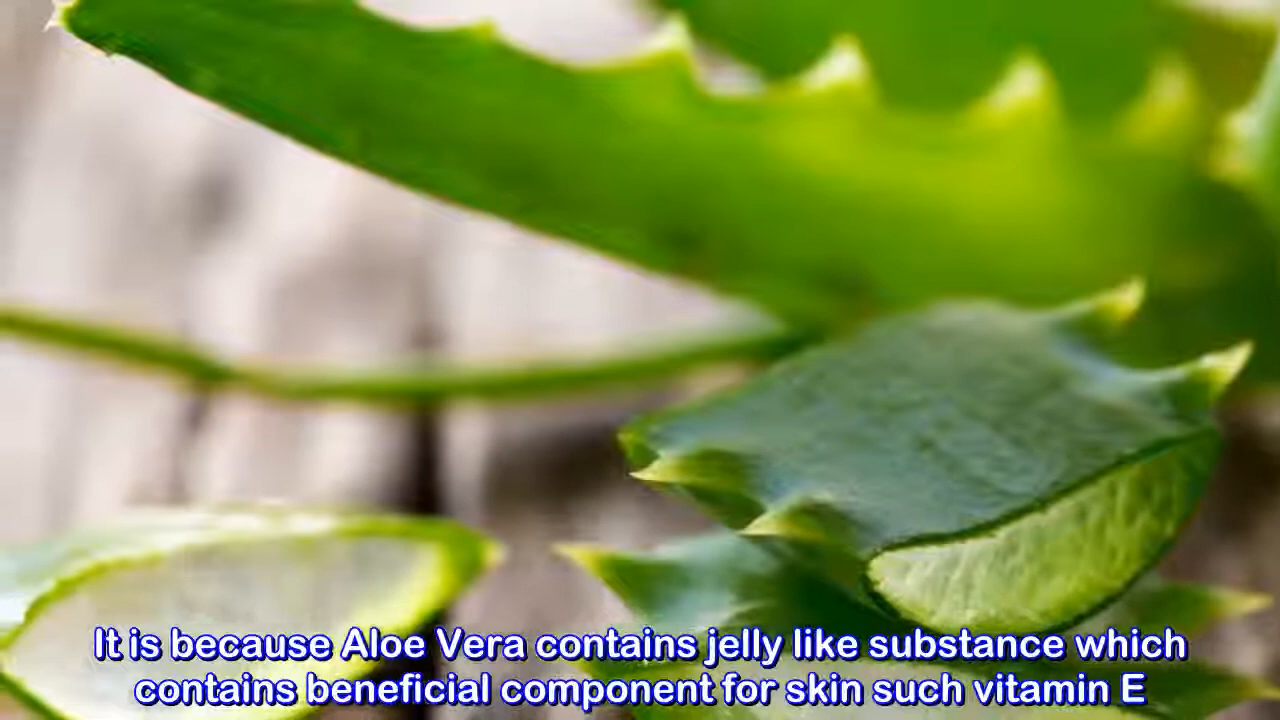 It is because Aloe Vera contains jelly like substance which
contains beneficial component for skin such vitamin E